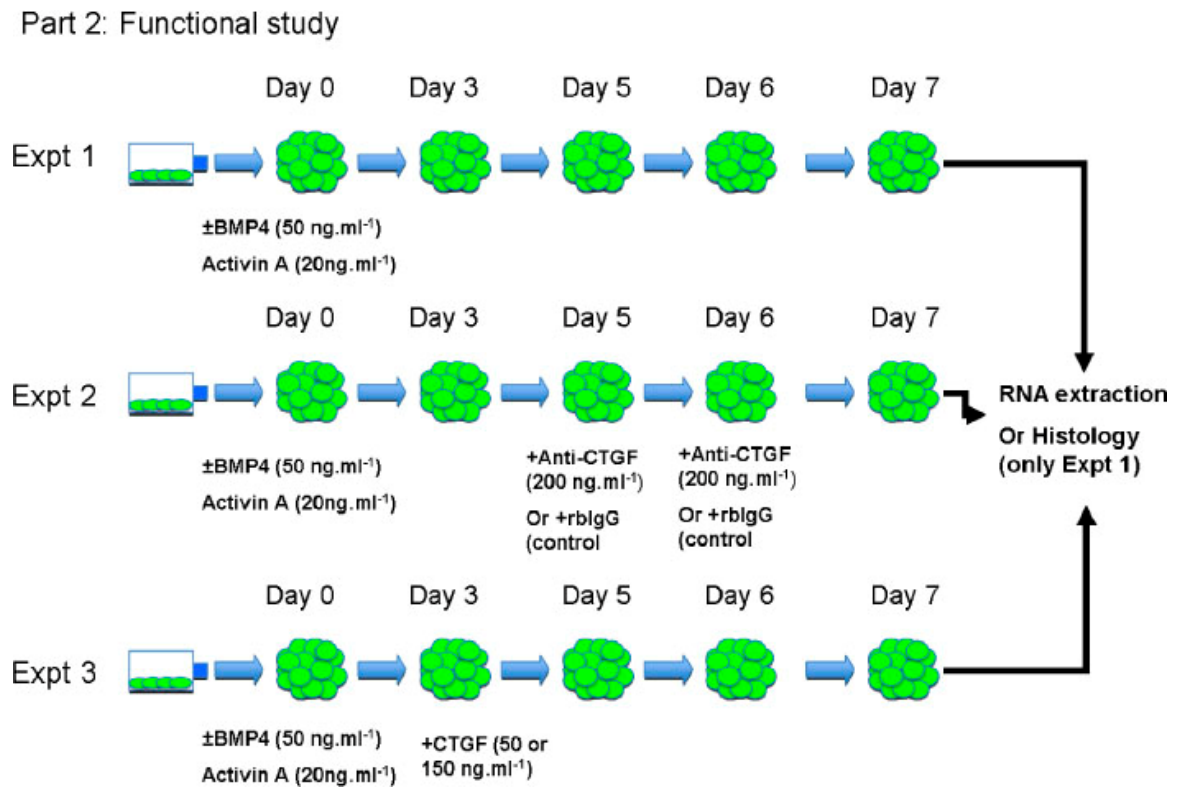 Part 2: Functional study
Day 0 Day 3 Day 5 Day 6 Day 7
Expt 1
±BMP4 (50 ng.ml-1)
Activin A (20ng.ml-1)
Day 0 Day 3 Day 5 Day 6 Day 7
Expt 2
RNA extraction
Or Histology
(only Expt 1)
±BMP4 (50 ng.ml-1)
Activin A (20ng.ml-1)
+Anti-CTGF
(200 ng.ml-1)
Or +rbIgG
(control
+Anti-CTGF
(200 ng.ml-1)
Or +rbIgG
(control
Day 0 Day 3 Day 5 Day 6 Day 7
Expt 3
±BMP4 (50 ng.ml-1)
Activin A (20ng.ml-1)
+CTGF (50 or
150 ng.ml-1)